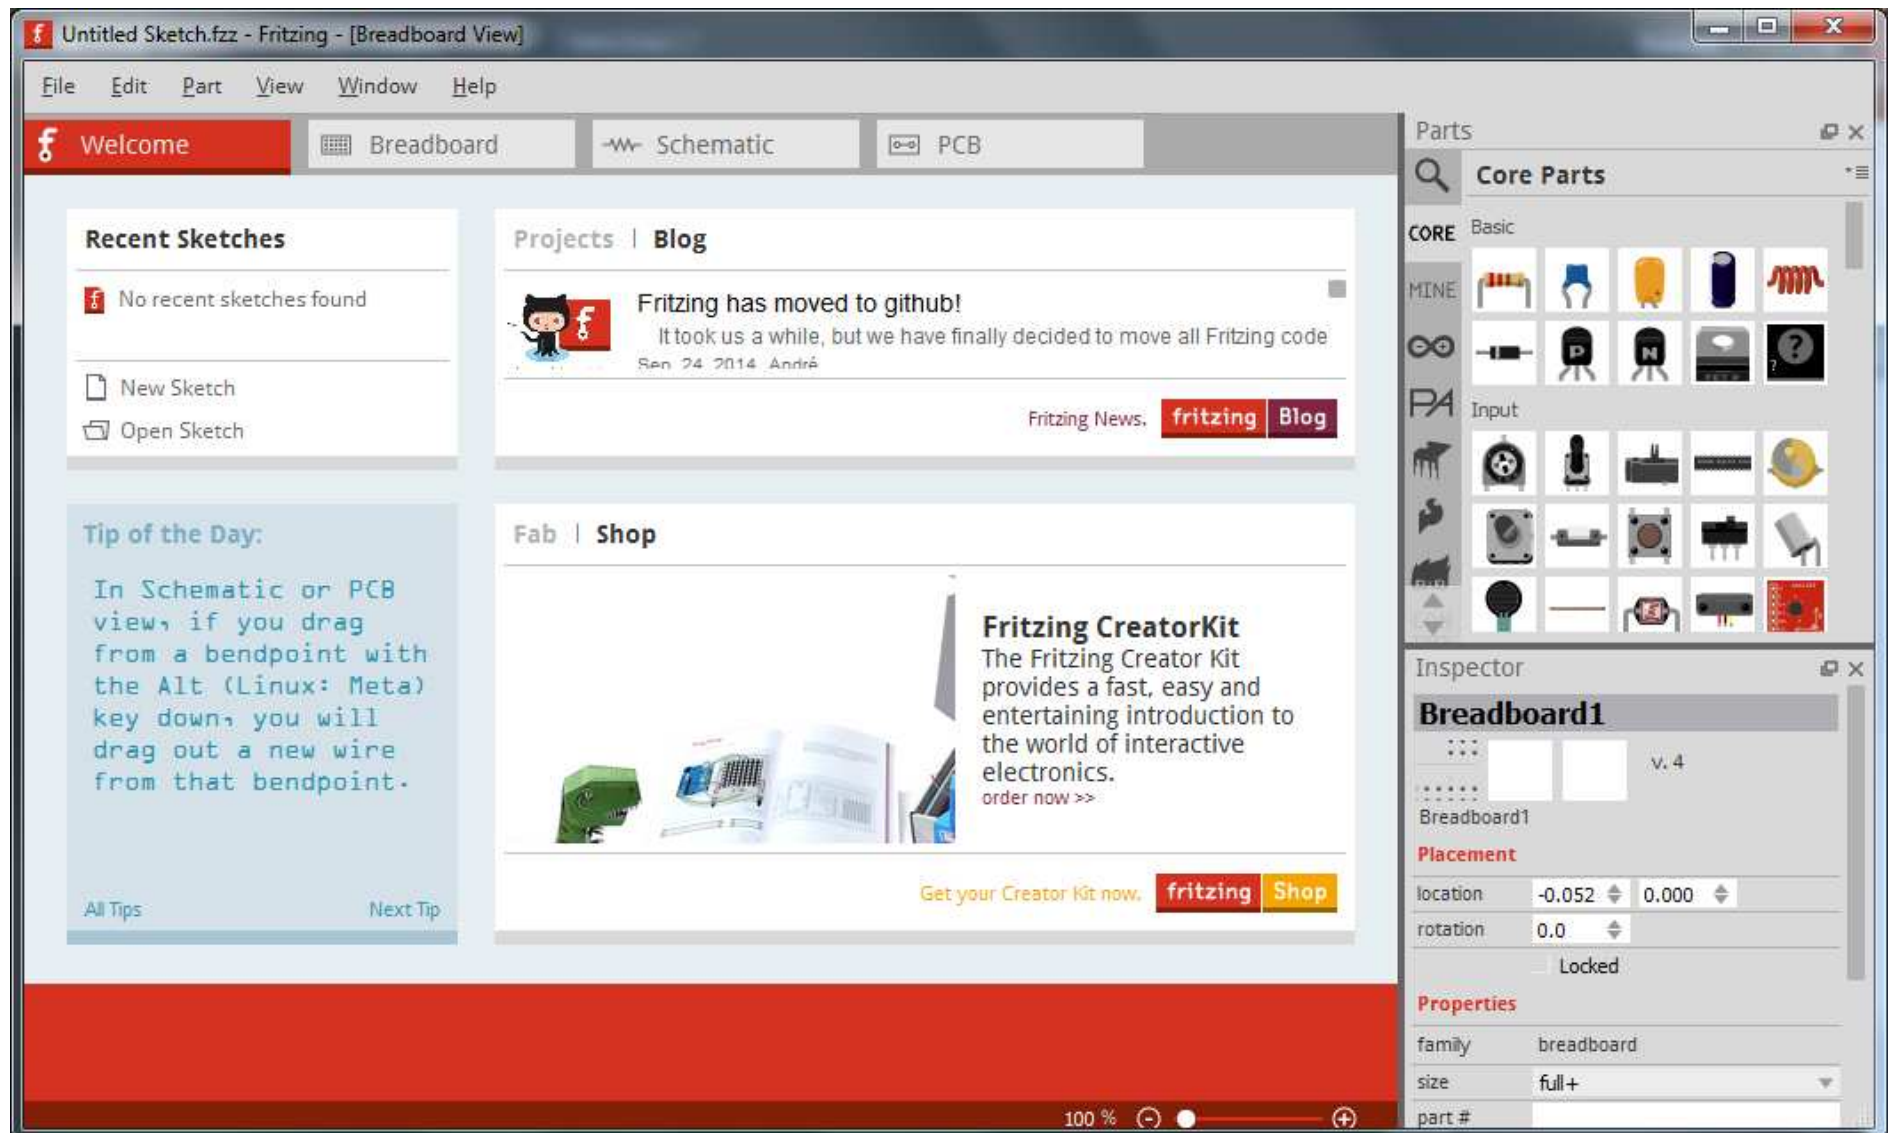 Untitled Sketch.fzz - Fritzing - [Breadboard View]
File Edit Part View Window Help
Welcome Breadboard Schematic PCB
Recent Sketches
No recent sketches found
New Sketch
Open Sketch
Projects | Blog
Fritzing has moved to github!
It took us a while, but we have finally decided to move all Fritzing code
Sep. 24, 2014, André
Fritzing News. fritzing Blog
Tip of the Day:
In Schematic or PCB
view, if you drag
from a bendpoint with
the Alt (Linux: Meta)
key down, you will
drag out a new wire
from that bendpoint.
All Tips Next Tip
Fab | Shop
Fritzing CreatorKit
The Fritzing Creator Kit
provides a fast, easy and
entertaining introduction to
the world of interactive
electronics.
order now >>
Get your Creator Kit now. fritzing Shop
100 %
Parts
Core Parts
CORE
MINE
PA
Basic
P N ?
?
Input
Inspector
Breadboard1
v. 4
Breadboard1
Placement
location -0.052 0.000
rotation 0.0
Locked
Properties
family breadboard
size full+
part #